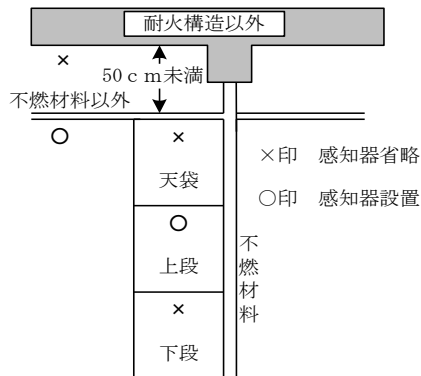 耐火構造以外
×
50cm未満
不燃材料以外
○
×
天袋
×印 感知器省略
○
○印 感知器設置
上段
不燃材料
×
下段